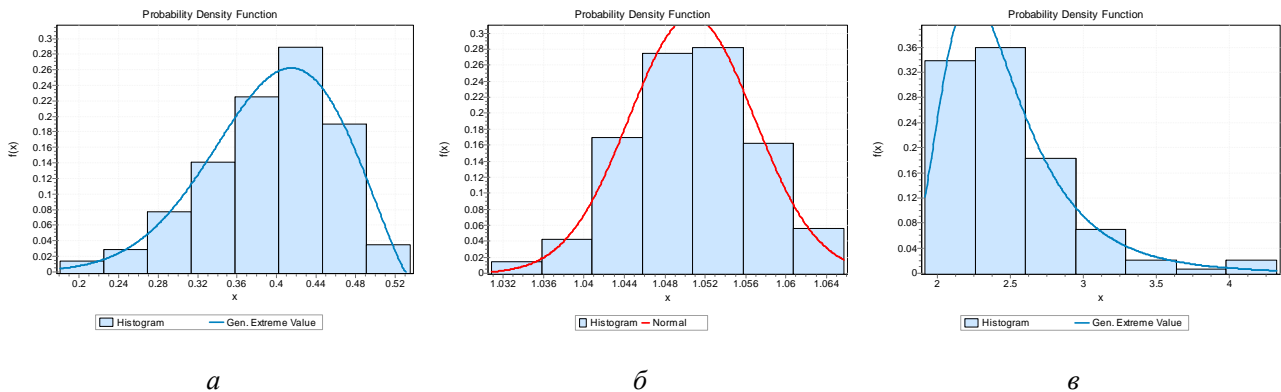 Probability Density Function
0.3
0.28
0.26
0.24
0.22
0.2
0.18
0.16
0.14
0.12
0.1
0.08
0.06
0.04
0.02
0
f(x)
0.2 0.24 0.28 0.32 0.36 0.4 0.44 0.48 0.52
x
Histogram Gen. Extreme Value
а
Probability Density Function
0.3
0.28
0.26
0.24
0.22
0.2
0.18
0.16
0.14
0.12
0.1
0.08
0.06
0.04
0.02
0
f(x)
1.032 1.036 1.04 1.044 1.048 1.052 1.056 1.06 1.064
x
Histogram Normal
б
Probability Density Function
0.36
0.32
0.28
0.24
0.2
0.16
0.12
0.08
0.04
0
f(x)
2 2.5 3 3.5 4
x
Histogram Gen. Extreme Value
в